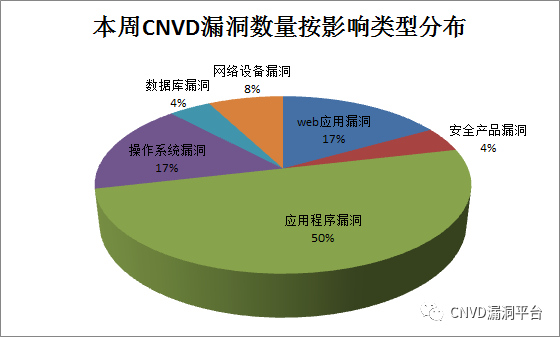 本周CNVD漏洞数量按影响类型分布
网络设备漏洞
8%
数据库漏洞
4%
web应用漏洞
17%
安全产品漏洞
4%
操作系统漏洞
17%
应用程序漏洞
50%
CNVD漏洞平台